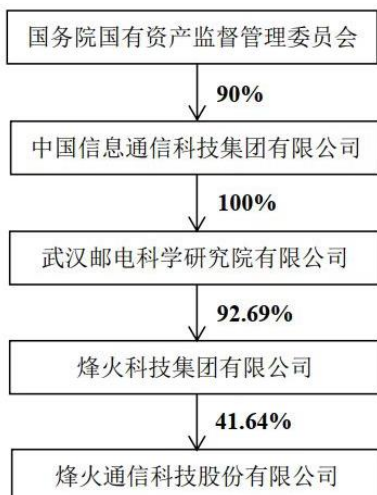 国务院国有资产监督管理委员会
90%
中国信息通信科技集团有限公司
100%
武汉邮电科学研究院有限公司
92.69%
烽火科技集团有限公司
41.64%
烽火通信科技股份有限公司